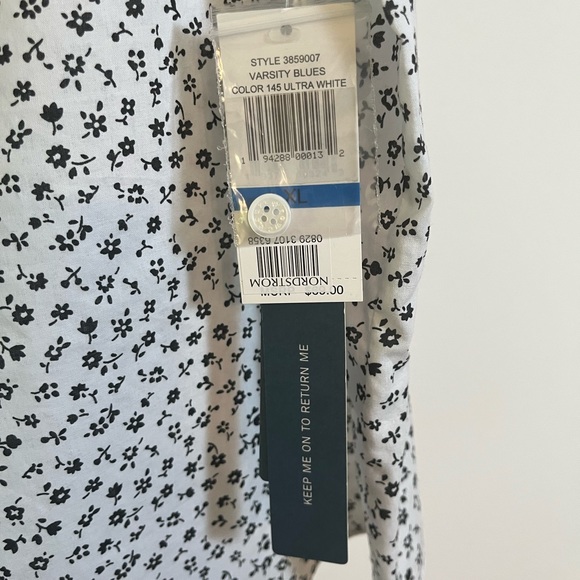 STYLE 3859007
VARSITY BLUES
COLOR 145 ULTRA WHITE
1 94288 00013 2
XL
0829 3107 6358
NORDSTROM
KEEP ME ON TO RETURN ME